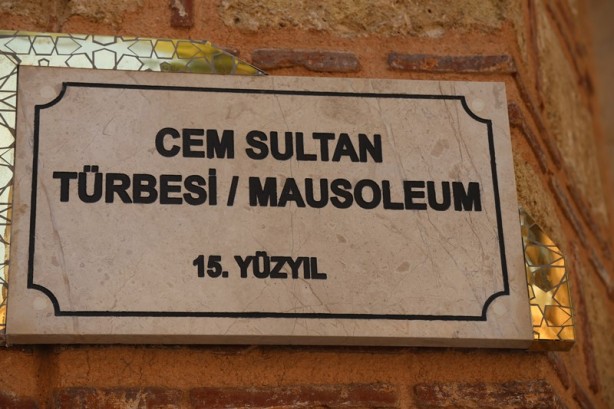 CEM SULTAN
TÜRBESİ / MAUSOLEUM
15. YÜZYIL